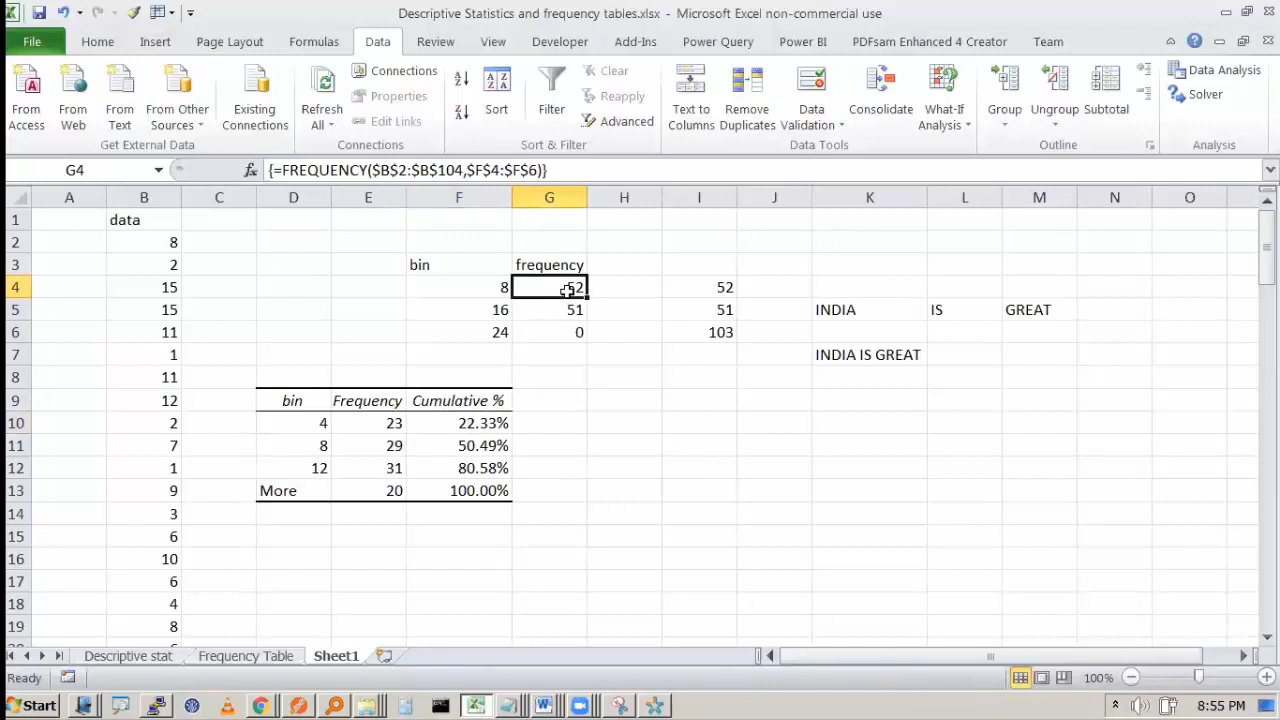 Descriptive Statistics and frequency tables.xlsx - Microsoft Excel non-commercial use
File Home Insert Page Layout Formulas Data Review View Developer Add-Ins Power Query Power BI PDFsam Enhanced 4 Creator Team
From Access
From Web
From Text
From Other Sources
Existing Connections
Get External Data
Refresh All
Connections
Properties
Edit Links
Connections
Sort
Filter
Clear
Reapply
Advanced
Sort & Filter
Text to Columns
Remove Duplicates
Data Validation
Consolidate
What-If Analysis
Data Tools
Group
Ungroup
Subtotal
Outline
Data Analysis
Solver
Analysis
G4 fx {=FREQUENCY($B$2:$B$104,$F$4:$F$6)}
A B C D E F G H I J K L M N O
1 data
2 8
3 2 bin frequency
4 15 8 52 52
5 15 16 51 51 INDIA IS GREAT
6 11 24 0 103
7 1 INDIA IS GREAT
8 11
9 12 bin Frequency Cumulative %
10 2 4 23 22.33%
11 7 8 29 50.49%
12 1 12 31 80.58%
13 9 More 20 100.00%
14 3
15 6
16 10
17 6
18 4
19 8
Descriptive stat Frequency Table Sheet1
Ready 100%
Start 8:55 PM